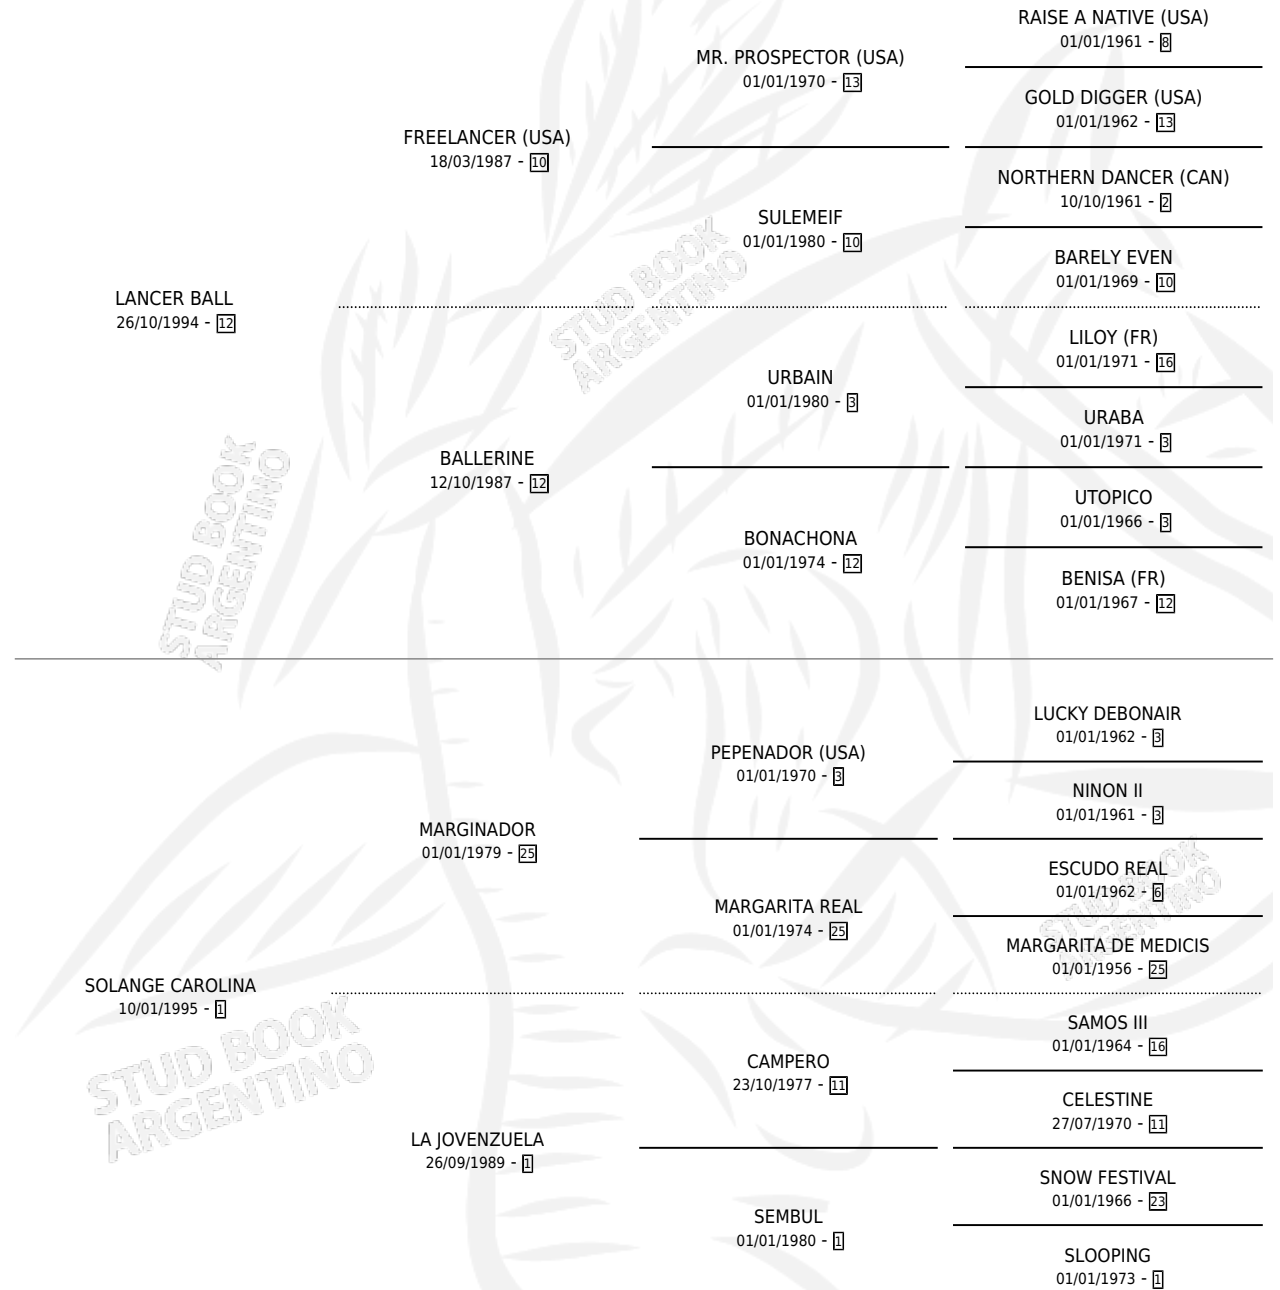 RAISE A NATIVE (USA)
01/01/1961 - 8
MR. PROSPECTOR (USA)
01/01/1970 - 13
GOLD DIGGER (USA)
01/01/1962 - 13
FREELANCER (USA)
18/03/1987 - 10
NORTHERN DANCER (CAN)
10/10/1961 - 2
SULEMEIF
01/01/1980 - 10
BARELY EVEN
01/01/1969 - 10
LANCER BALL
26/10/1994 - 12
STUD BOOK
ARGENTINO
LILOY (FR)
01/01/1971 - 16
URBAIN
01/01/1980 - 3
URABA
01/01/1971 - 3
BALLERINE
12/10/1987 - 12
UTOPICO
01/01/1966 - 3
BONACHONA
01/01/1974 - 12
BENISA (FR)
01/01/1967 - 12
STUD BOOK
ARGENTINO
LUCKY DEBONAIR
01/01/1962 - 3
PEPENADOR (USA)
01/01/1970 - 3
NINON II
01/01/1961 - 3
MARGINADOR
01/01/1979 - 25
ESCUDO REAL
01/01/1962 - 6
MARGARITA REAL
01/01/1974 - 25
STUD BOOK
ARGENTINO
MARGARITA DE MEDICIS
01/01/1956 - 25
SOLANGE CAROLINA
10/01/1995 - 1
STUD BOOK
ARGENTINO
SAMOS III
01/01/1964 - 16
CAMPERO
23/10/1977 - 11
CELESTINE
27/07/1970 - 11
LA JOVENZUELA
26/09/1989 - 1
SNOW FESTIVAL
01/01/1966 - 23
SEMBUL
01/01/1980 - 1
SLOOPING
01/01/1973 - 1